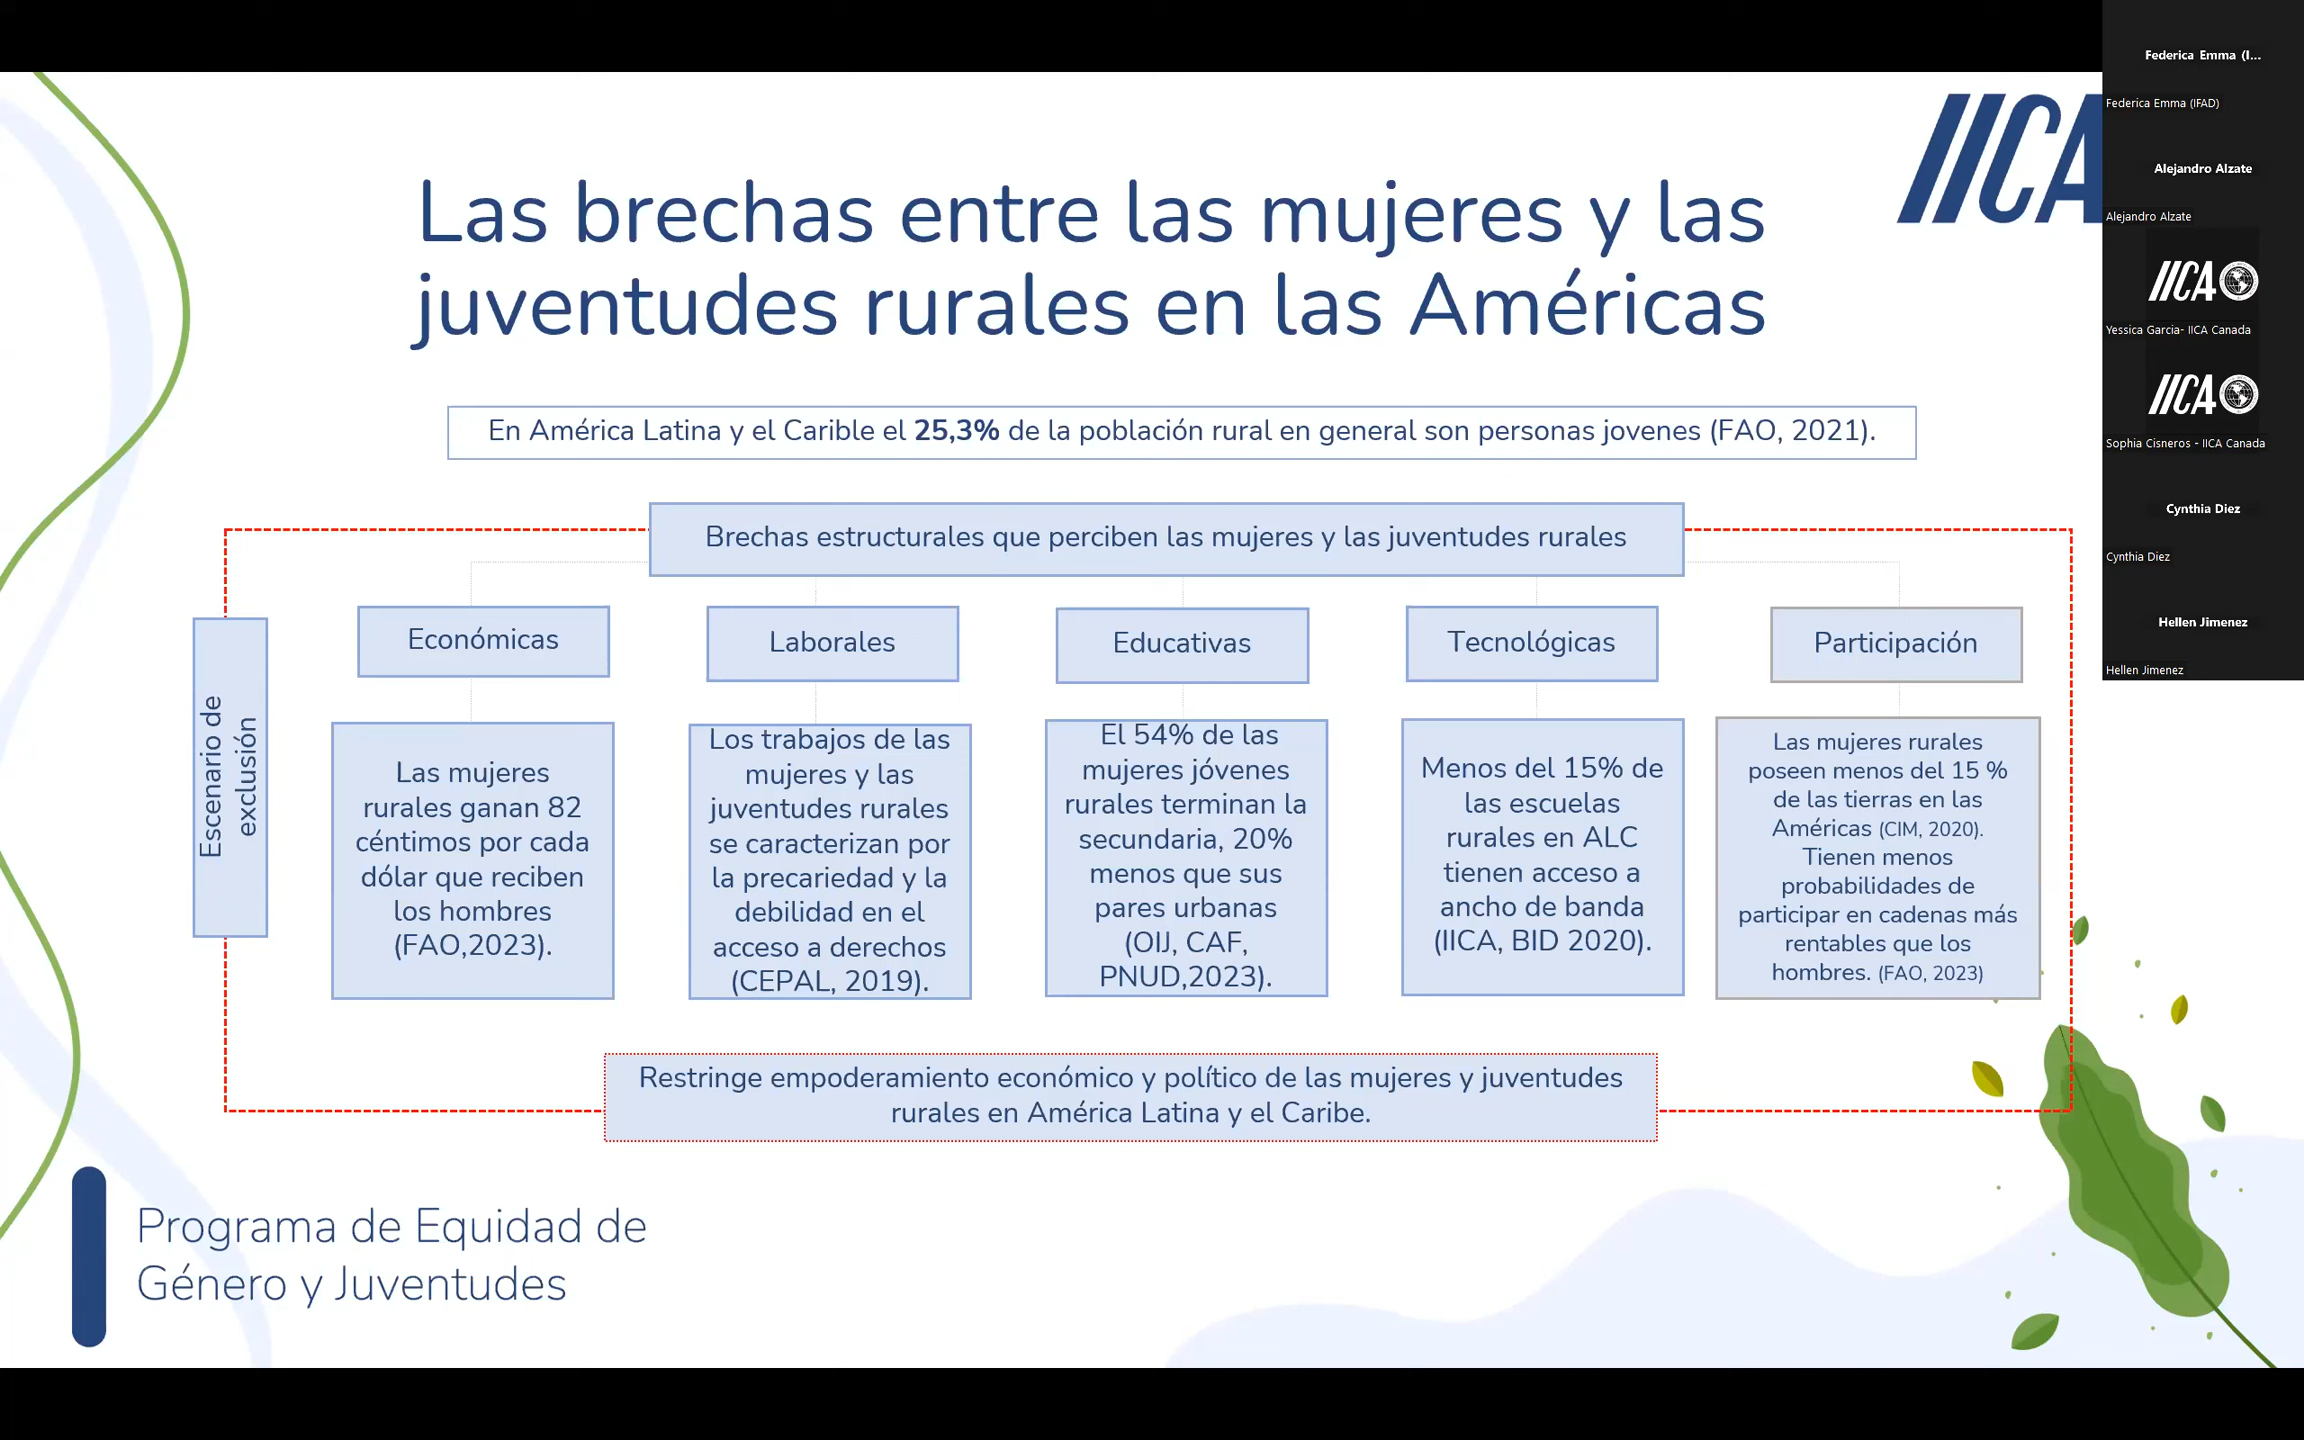 IICA
Las brechas entre las mujeres y las
juventudes rurales en las Américas
En América Latina y el Carible el 25,3% de la población rural en general son personas jovenes (FAO, 2021).
Brechas estructurales que perciben las mujeres y las juventudes rurales
Escenario de
exclusión
Económicas
Las mujeres
rurales ganan 82
céntimos por cada
dólar que reciben
los hombres
(FAO,2023).
Laborales
Los trabajos de las
mujeres y las
juventudes rurales
se caracterizan por
la precariedad y la
debilidad en el
acceso a derechos
(CEPAL, 2019).
Educativas
El 54% de las
mujeres jóvenes
rurales terminan la
secundaria, 20%
menos que sus
pares urbanas
(OIJ, CAF,
PNUD,2023).
Tecnológicas
Menos del 15% de
las escuelas
rurales en ALC
tienen acceso a
ancho de banda
(IICA, BID 2020).
Participación
Las mujeres rurales
poseen menos del 15 %
de las tierras en las
Américas (CIM, 2020).
Tienen menos
probabilidades de
participar en cadenas más
rentables que los
hombres. (FAO, 2023)
Restringe empoderamiento económico y político de las mujeres y juventudes
rurales en América Latina y el Caribe.
Programa de Equidad de
Género y Juventudes
Federica Emma (I...
Federica Emma (IFAD)
Alejandro Alzate
Alejandro Alzate
IICA
Yessica Garcia- IICA Canada
IICA
Sophia Cisneros - IICA Canada
Cynthia Diez
Cynthia Diez
Hellen Jimenez
Hellen Jimenez